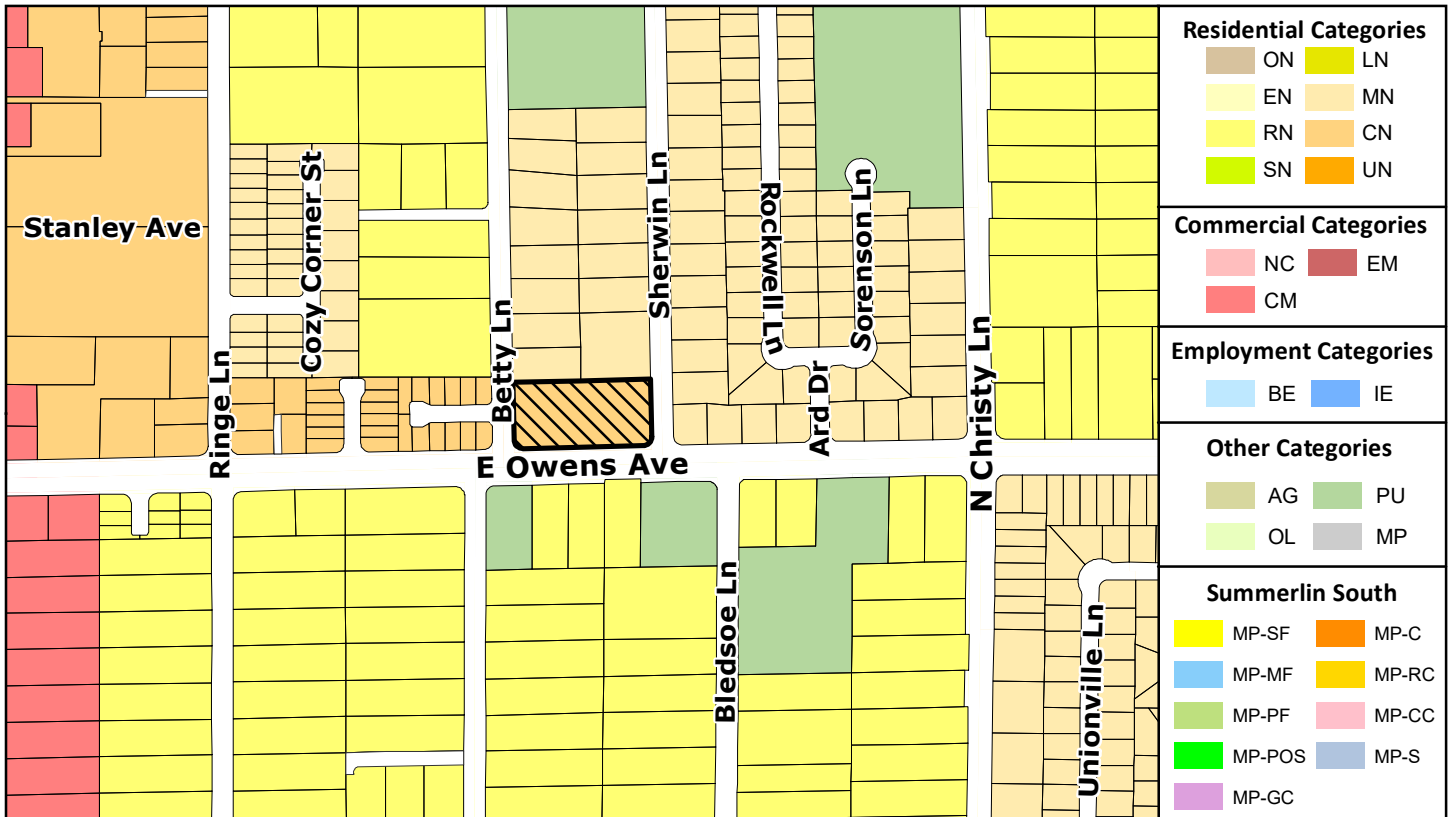 Stanley Ave
Cozy Corner St
Ringe Ln
Betty Ln
Sherwin Ln
Rockwell Ln
Sorenson Ln
Ard Dr
N Christy Ln
E Owens Ave
Bledsoe Ln
Unionville Ln
Residential Categories
ON LN
EN MN
RN CN
SN UN
Commercial Categories
NC EM
CM
Employment Categories
BE IE
Other Categories
AG PU
OL MP
Summerlin South
MP-SF MP-C
MP-MF MP-RC
MP-PF MP-CC
MP-POS MP-S
MP-GC